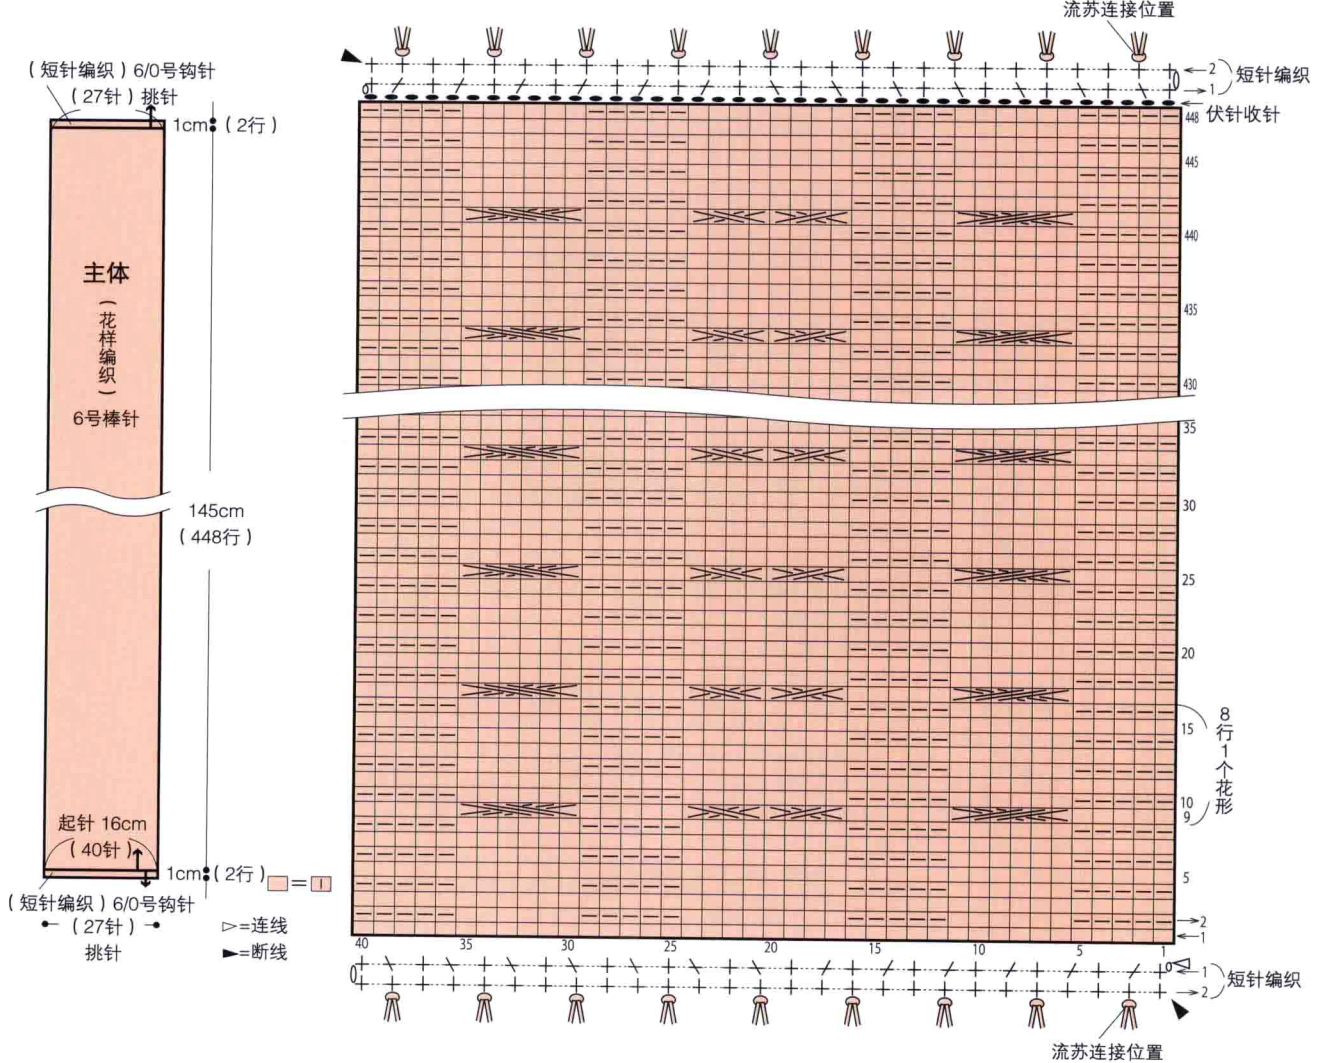 流苏连接位置
(短针编织)6/0号钩针
(27针)挑针
1cm (2行)
2
1
短针编织
448
伏针收针
445
440
435
430
主体
(花样编织)
6号棒针
145cm
(448行)
35
30
25
20
15
10
9
8行1个花形
5
2
1
起针 16cm
(40针)
1cm (2行)
(短针编织)6/0号钩针
(27针)
挑针
=
=连线
=断线
40 35 30 25 20 15 10 5 1
1
2
短针编织
流苏连接位置